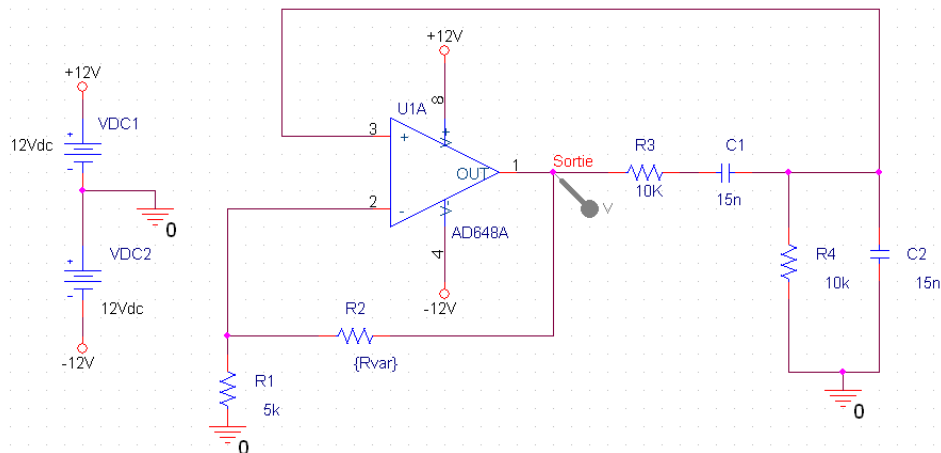 +12V
VDC1
12Vdc
0
VDC2
12Vdc
-12V
+12V
8
U1A
3
+
V+
OUT
1
Sortie
V
2
-
V-
AD648A
4
-12V
R3
10K
C1
15n
R4
10k
C2
15n
0
R2
{Rvar}
R1
5k
0